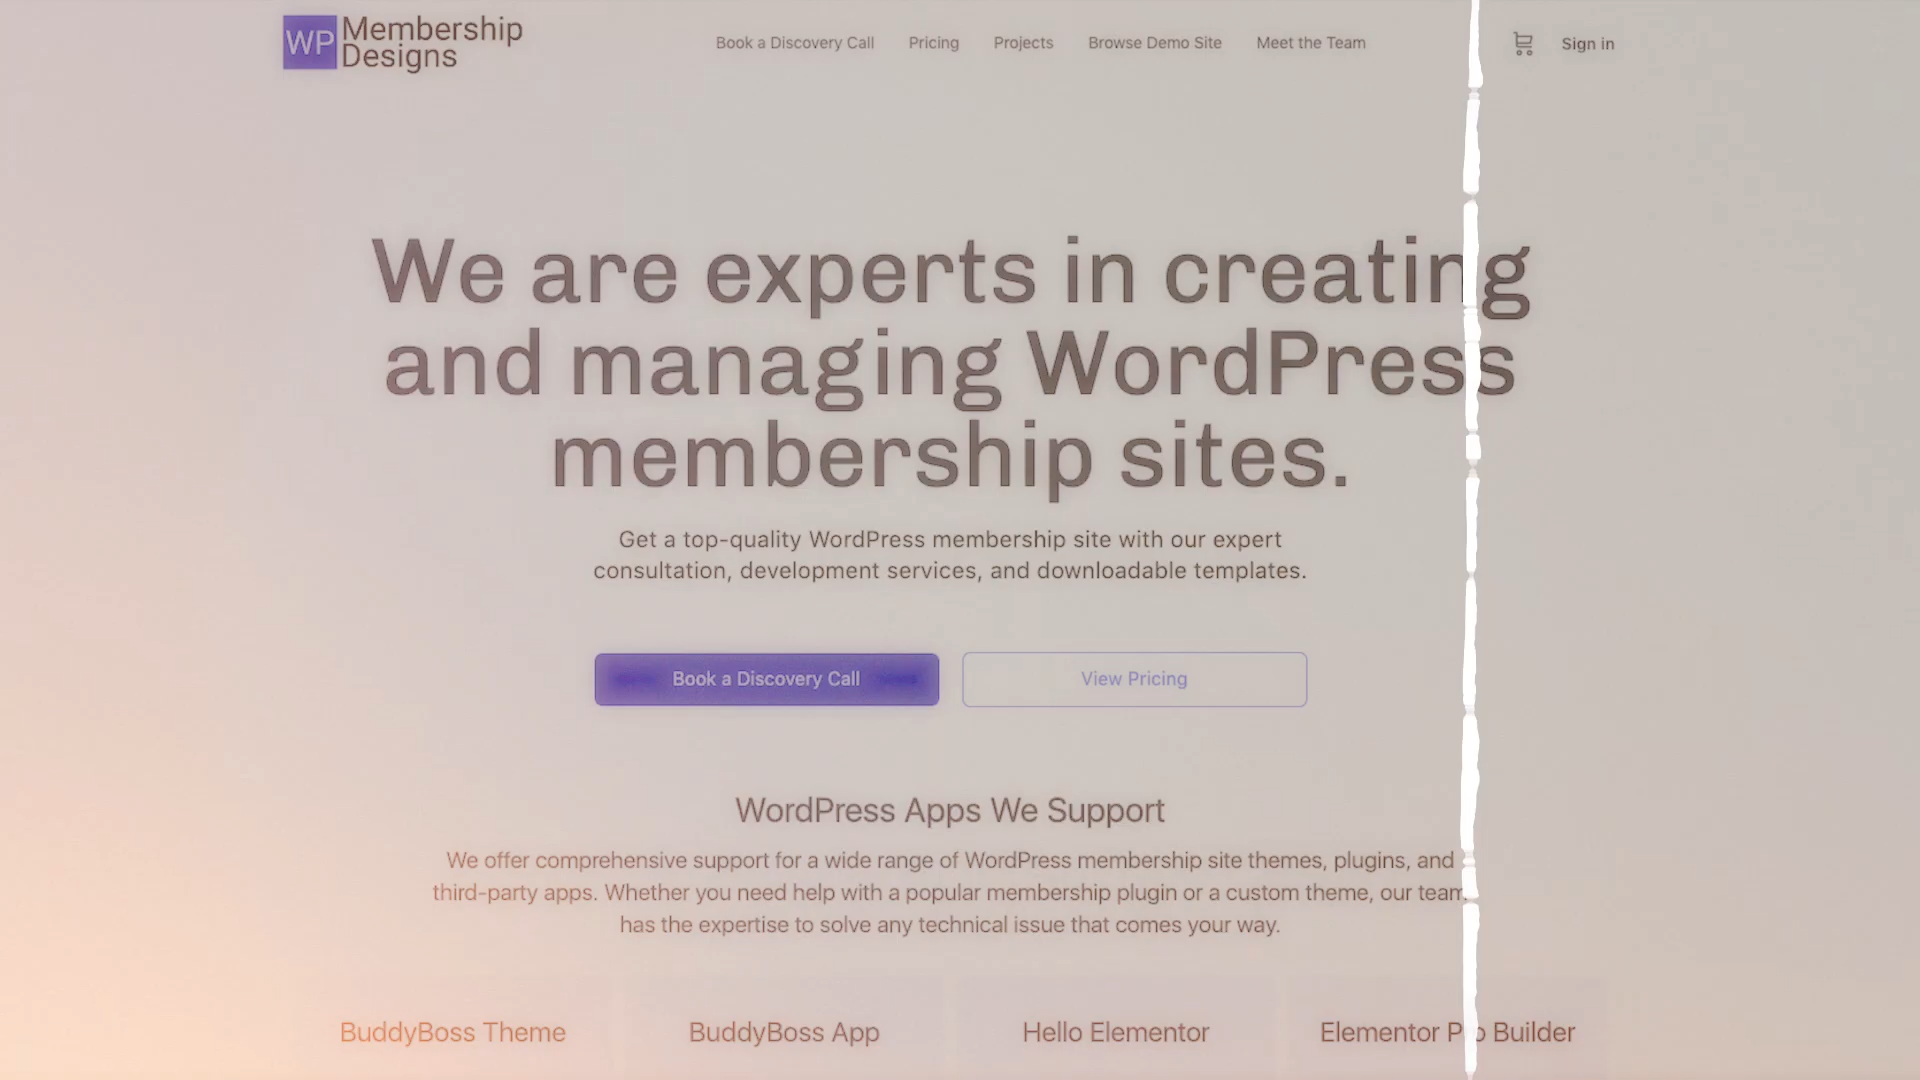 WP Membership Designs
Book a Discovery Call Pricing Projects Browse Demo Site Meet the Team Sign in
We are experts in creating
and managing WordPress
membership sites.
Get a top-quality WordPress membership site with our expert
consultation, development services, and downloadable templates.
Book a Discovery Call View Pricing
WordPress Apps We Support
We offer comprehensive support for a wide range of WordPress membership site themes, plugins, and
third-party apps. Whether you need help with a popular membership plugin or a custom theme, our team
has the expertise to solve any technical issue that comes your way.
BuddyBoss Theme BuddyBoss App Hello Elementor Elementor Pro Builder